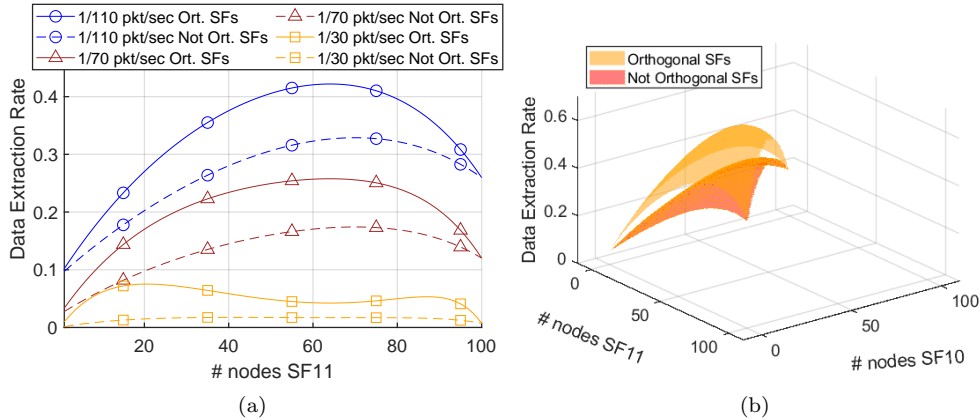 1/110 pkt/sec Ort. SFs
1/110 pkt/sec Not Ort. SFs
1/70 pkt/sec Ort. SFs
1/70 pkt/sec Not Ort. SFs
1/30 pkt/sec Ort. SFs
1/30 pkt/sec Not Ort. SFs
Data Extraction Rate
0.4
0.3
0.2
0.1
0
20
40
60
80
100
# nodes SF11
(a)
Orthogonal SFs
Not Orthogonal SFs
Data Extraction Rate
0.6
0.4
0.2
0
0
50
100
# nodes SF11
0
50
100
# nodes SF10
(b)